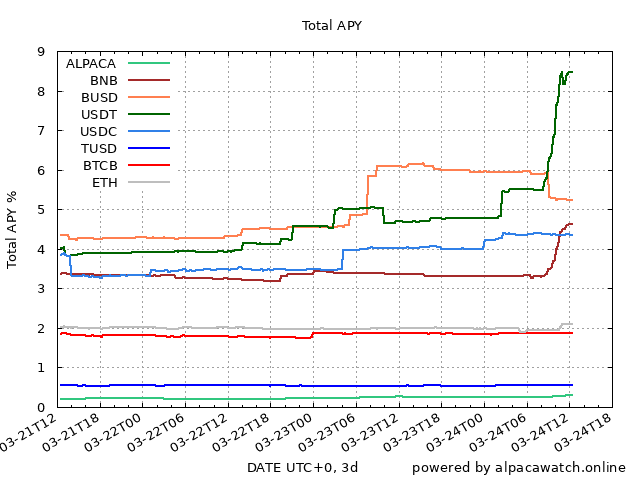 Total APY
Total APY %
9
8
7
6
5
4
3
2
1
0
ALPACA
BNB
BUSD
USDT
USDC
TUSD
BTCB
ETH
03-21T12
03-21T18
03-22T00
03-22T06
03-22T12
03-22T18
03-23T00
03-23T06
03-23T12
03-23T18
03-24T00
03-24T06
03-24T12
03-24T18
DATE UTC+0, 3d
powered by alpacawatch.online